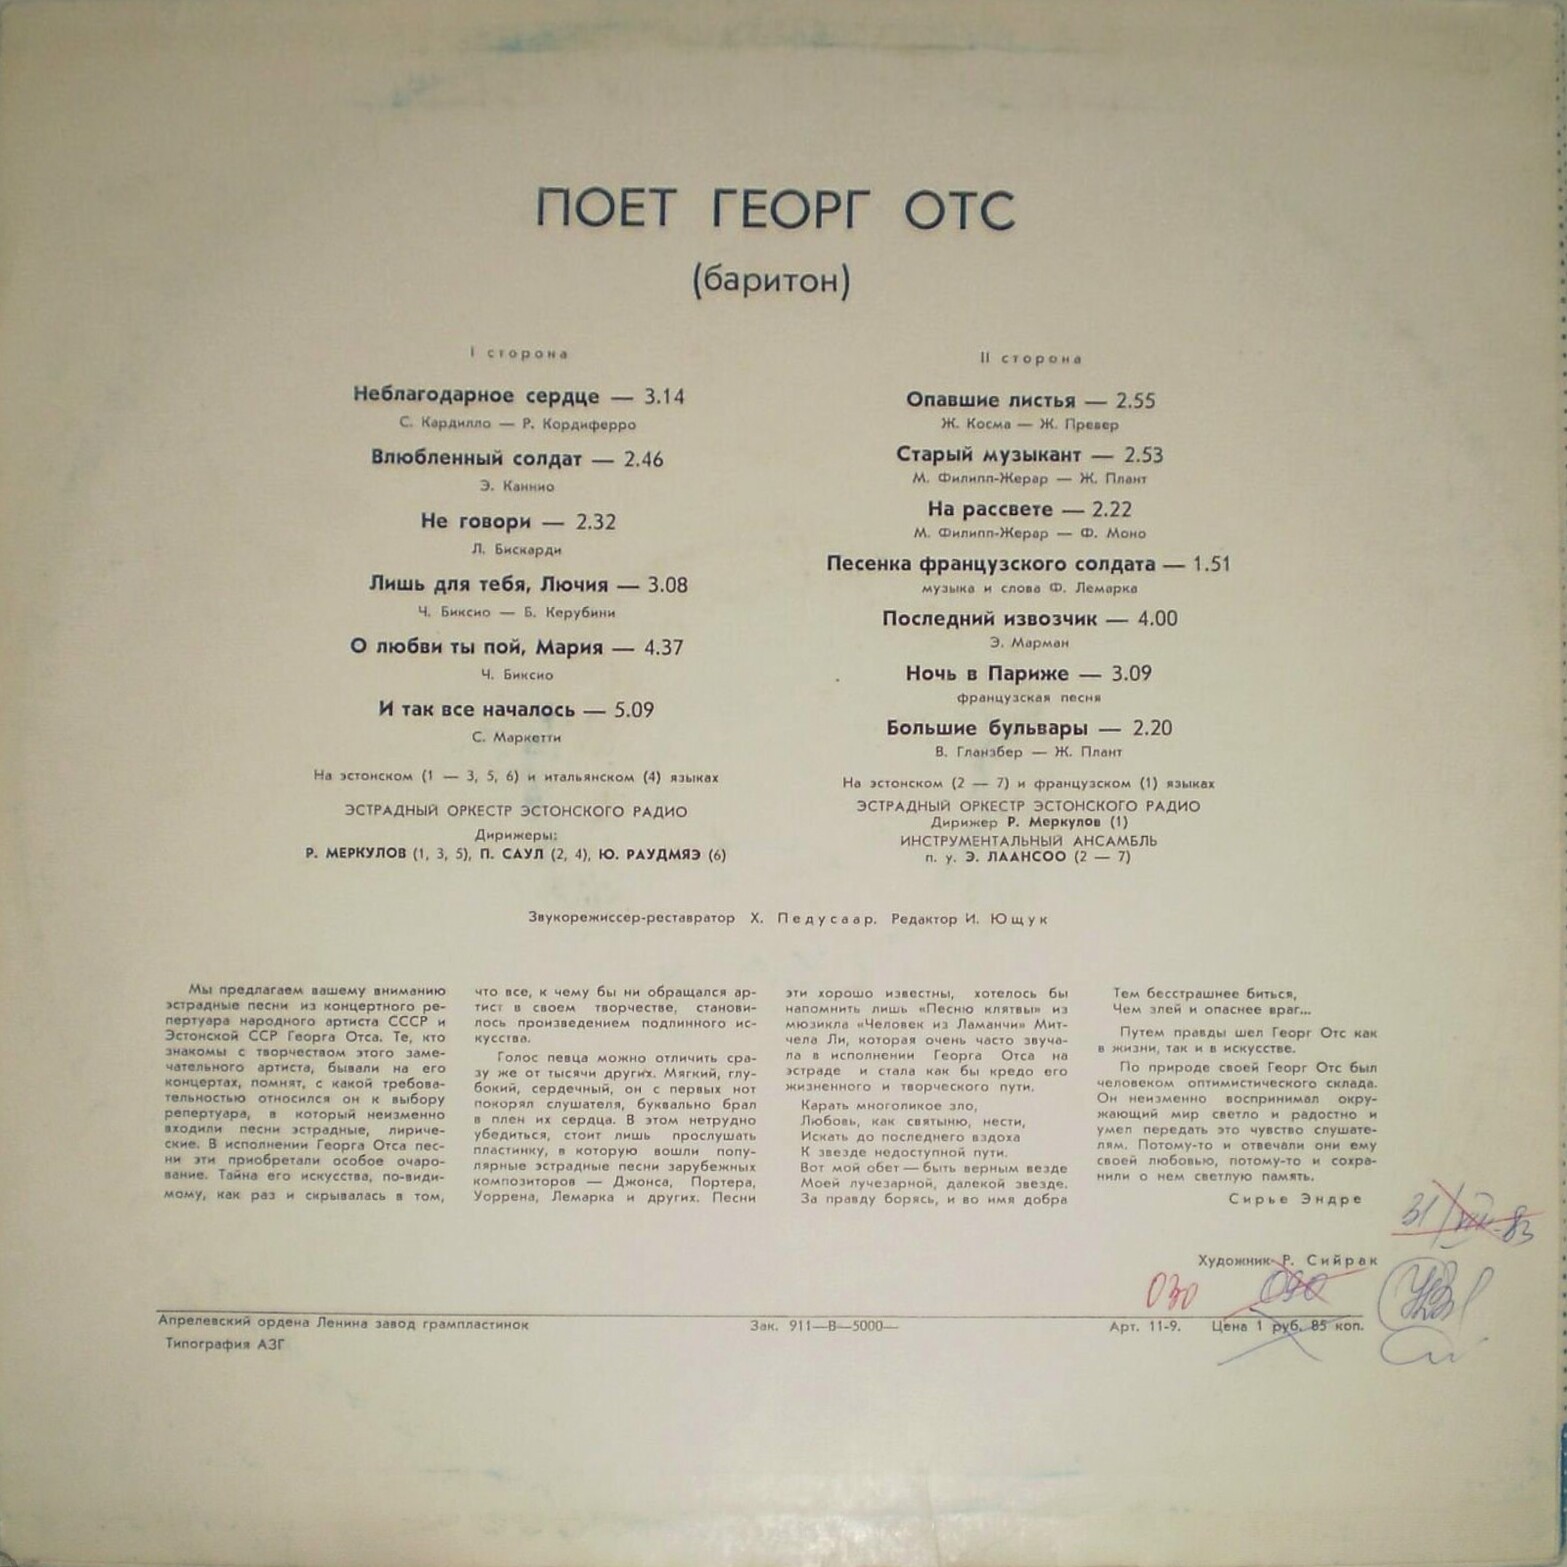 ПОЕТ ГЕОРГ ОТС
(баритон)
I сторона
Неблагодарное сердце — 3.14
С. Кардилло — Р. Кордиферро
Влюбленный солдат — 2.46
Э. Каннио
Не говори — 2.32
Л. Бискарди
Лишь для тебя, Лючия — 3.08
Ч. Биксио — Б. Керубини
О любви ты пой, Мария — 4.37
Ч. Биксио
И так все началось — 5.09
С. Маркетти
На эстонском (1 — 3, 5, 6) и итальянском (4) языках
ЭСТРАДНЫЙ ОРКЕСТР ЭСТОНСКОГО РАДИО
Дирижеры:
Р. МЕРКУЛОВ (1, 3, 5), П. САУЛ (2, 4), Ю. РАУДМЯЭ (6)
II сторона
Опавшие листья — 2.55
Ж. Косма — Ж. Превер
Старый музыкант — 2.53
М. Филипп-Жерар — Ж. Плант
На рассвете — 2.22
М. Филипп-Жерар — Ф. Моно
Песенка французского солдата — 1.51
музыка и слова Ф. Лемарка
Последний извозчик — 4.00
Э. Марман
Ночь в Париже — 3.09
французская песня
Большие бульвары — 2.20
В. Гланзбер — Ж. Плант
На эстонском (2 — 7) и французском (1) языках
ЭСТРАДНЫЙ ОРКЕСТР ЭСТОНСКОГО РАДИО
Дирижер Р. Меркулов (1)
ИНСТРУМЕНТАЛЬНЫЙ АНСАМБЛЬ
п. у. Э. ЛААНСОО (2 — 7)
Звукорежиссер-реставратор Х. Педусаар. Редактор И. Ющук
Мы предлагаем вашему вниманию
эстрадные песни из концертного ре-
пертуара народного артиста СССР и
Эстонской ССР Георга Отса. Те, кто
знакомы с творчеством этого заме-
чательного артиста, бывали на его
концертах, помнят, с какой требова-
тельностью относился он к выбору
репертуара, в который неизменно
входили песни эстрадные, лириче-
ские. В исполнении Георга Отса пес-
ни эти приобретали особое очаро-
вание. Тайна его искусства, по-види-
мому, как раз и скрывалась в том,
что все, к чему бы ни обращался ар-
тист в своем творчестве, станови-
лось произведением подлинного ис-
кусства.
Голос певца можно отличить сра-
зу же от тысячи других. Мягкий, глу-
бокий, сердечный, он с первых нот
покорял слушателя, буквально брал
в плен их сердца. В этом нетрудно
убедиться, стоит лишь прослушать
пластинку, в которую вошли попу-
лярные эстрадные песни зарубежных
композиторов — Джонса, Портера,
Уоррена, Лемарка и других. Песни
эти хорошо известны, хотелось бы
напомнить лишь «Песню клятвы» из
мюзикла «Человек из Ламанчи» Мит-
чела Ли, которая очень часто звуча-
ла в исполнении Георга Отса на
эстраде и стала как бы кредо его
жизненного и творческого пути.
Карать многоликое зло,
Любовь, как святыню, нести,
Искать до последнего вздоха
К звезде недоступной пути.
Вот мой обет — быть верным везде
Моей лучезарной, далекой звезде.
За правду борясь, и во имя добра
Тем бесстрашнее биться,
Чем злей и опаснее враг...
Путем правды шел Георг Отс как
в жизни, так и в искусстве.
По природе своей Георг Отс был
человеком оптимистического склада.
Он неизменно воспринимал окру-
жающий мир светло и радостно и
умел передать это чувство слушате-
лям. Потому-то и отвечали они ему
своей любовью, потому-то и сохра-
нили о нем светлую память.
Сирье Эндре
31/VIII-83
Художник Р. Сийрак
030
Апрелевский ордена Ленина завод грампластинок
Зак. 911—В—5000—
Арт. 11-9. Цена 1 руб. 85 коп.
Типография АЗГ